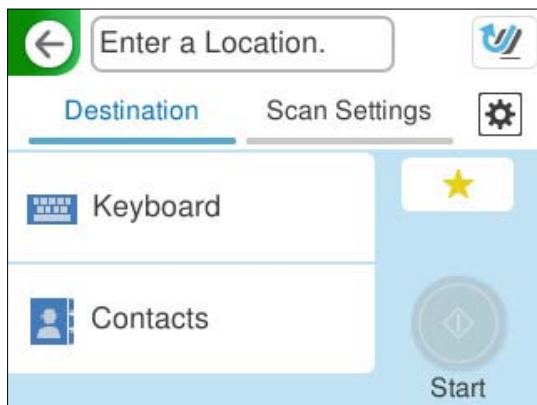 Enter a Location.
Destination Scan Settings
Keyboard
Contacts
Start